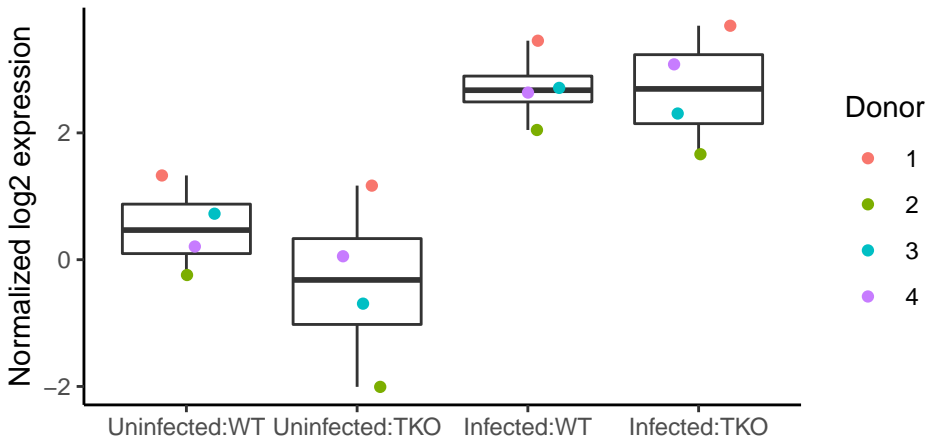 Normalized log2 expression
2
0
−2
Uninfected:WT Uninfected:TKO Infected:WT Infected:TKO
Donor
1
2
3
4